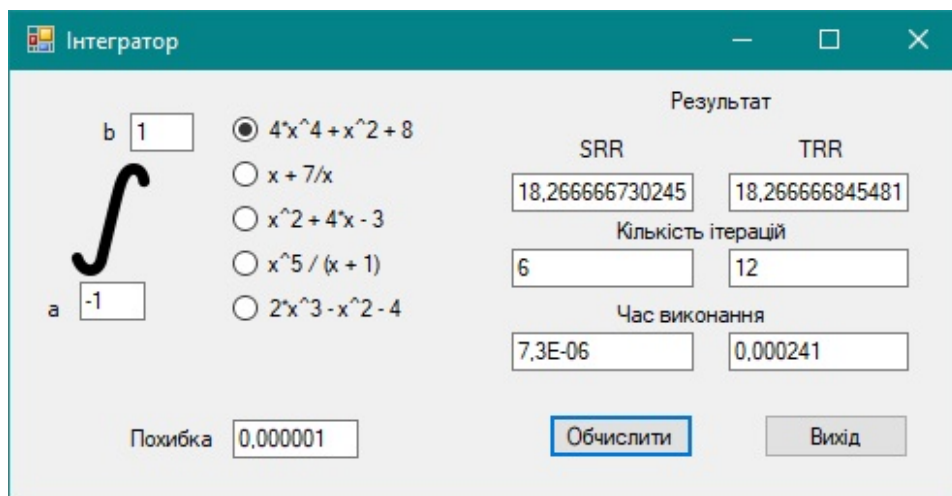 Інтегратор
Результат
b 1
4*x^4 + x^2 + 8
SRR TRR
x + 7/x
18,266666730245 18,266666845481
x^2 + 4*x - 3
Кількість ітерацій
x^5 / (x + 1)
6 12
a -1
2*x^3 - x^2 - 4
Час виконання
7,3E-06 0,000241
Похибка 0,000001
Обчислити Вихід